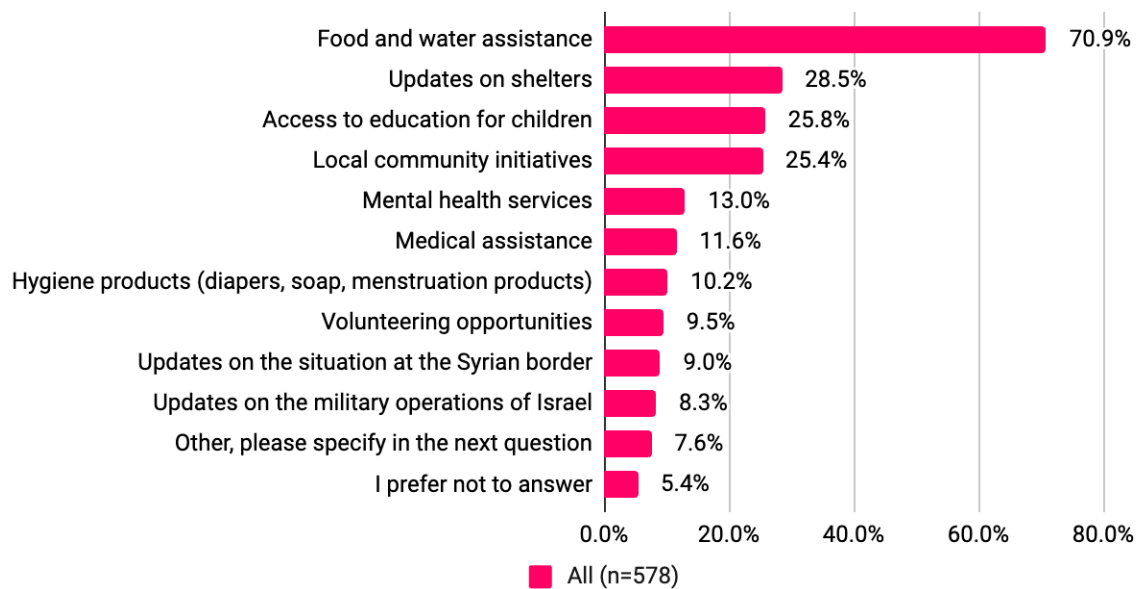 Food and water assistance 70.9%
Updates on shelters 28.5%
Access to education for children 25.8%
Local community initiatives 25.4%
Mental health services 13.0%
Medical assistance 11.6%
Hygiene products (diapers, soap, menstruation products) 10.2%
Volunteering opportunities 9.5%
Updates on the situation at the Syrian border 9.0%
Updates on the military operations of Israel 8.3%
Other, please specify in the next question 7.6%
I prefer not to answer 5.4%
0.0% 20.0% 40.0% 60.0% 80.0%
All (n=578)